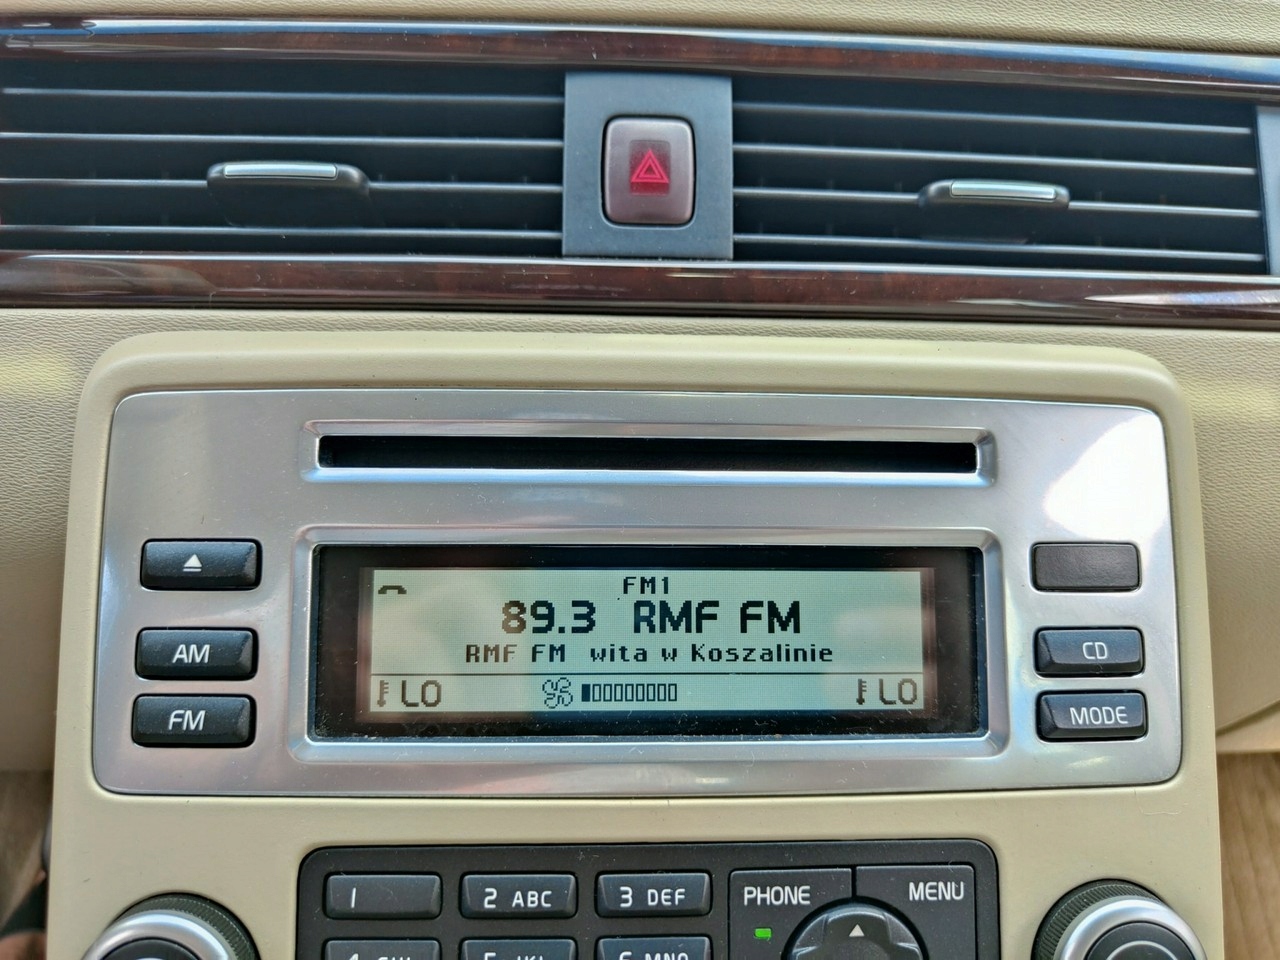 FM1
89.3 RMF FM
RMF FM wita w Koszalinie
LO LO
AM
FM
CD
MODE
1
2 ABC
3 DEF
PHONE
MENU